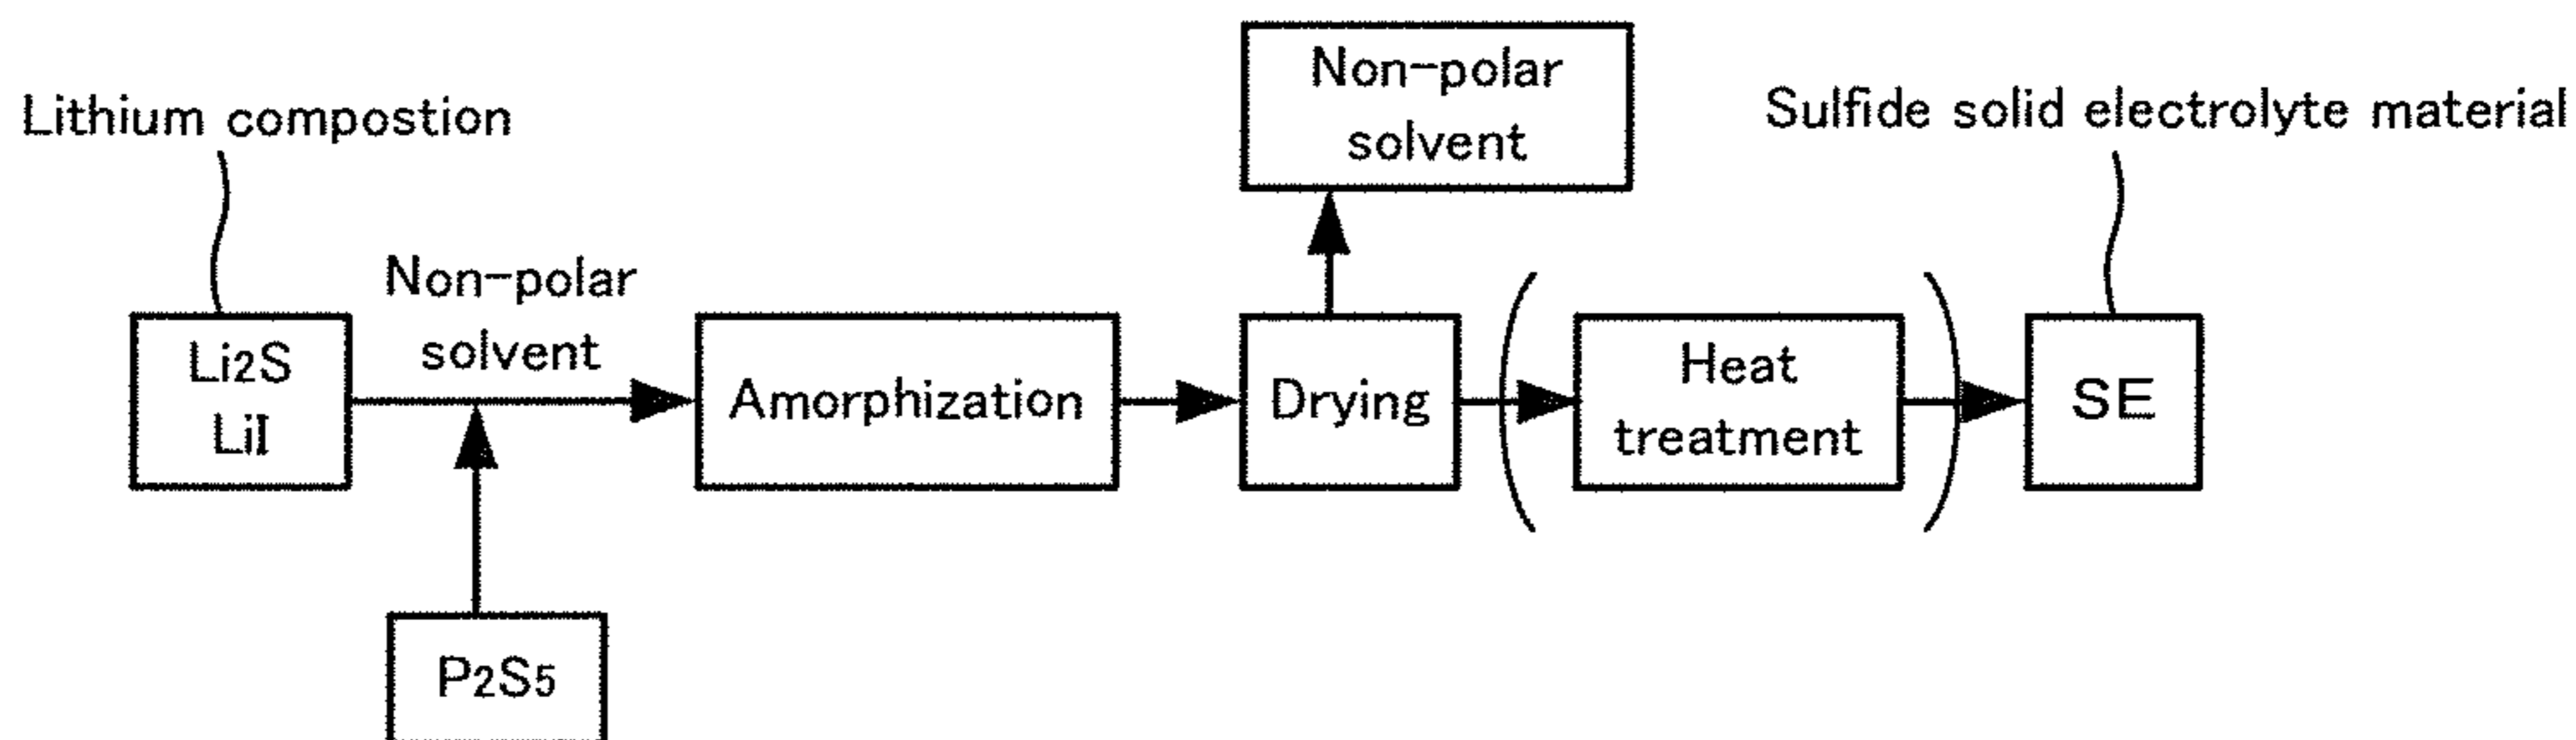 Non-polar
solvent
Lithium compostion
Sulfide solid electrolyte material
Non-polar
solvent
Li2S
LiI
Amorphization
Drying
Heat
treatment
SE
P2S5